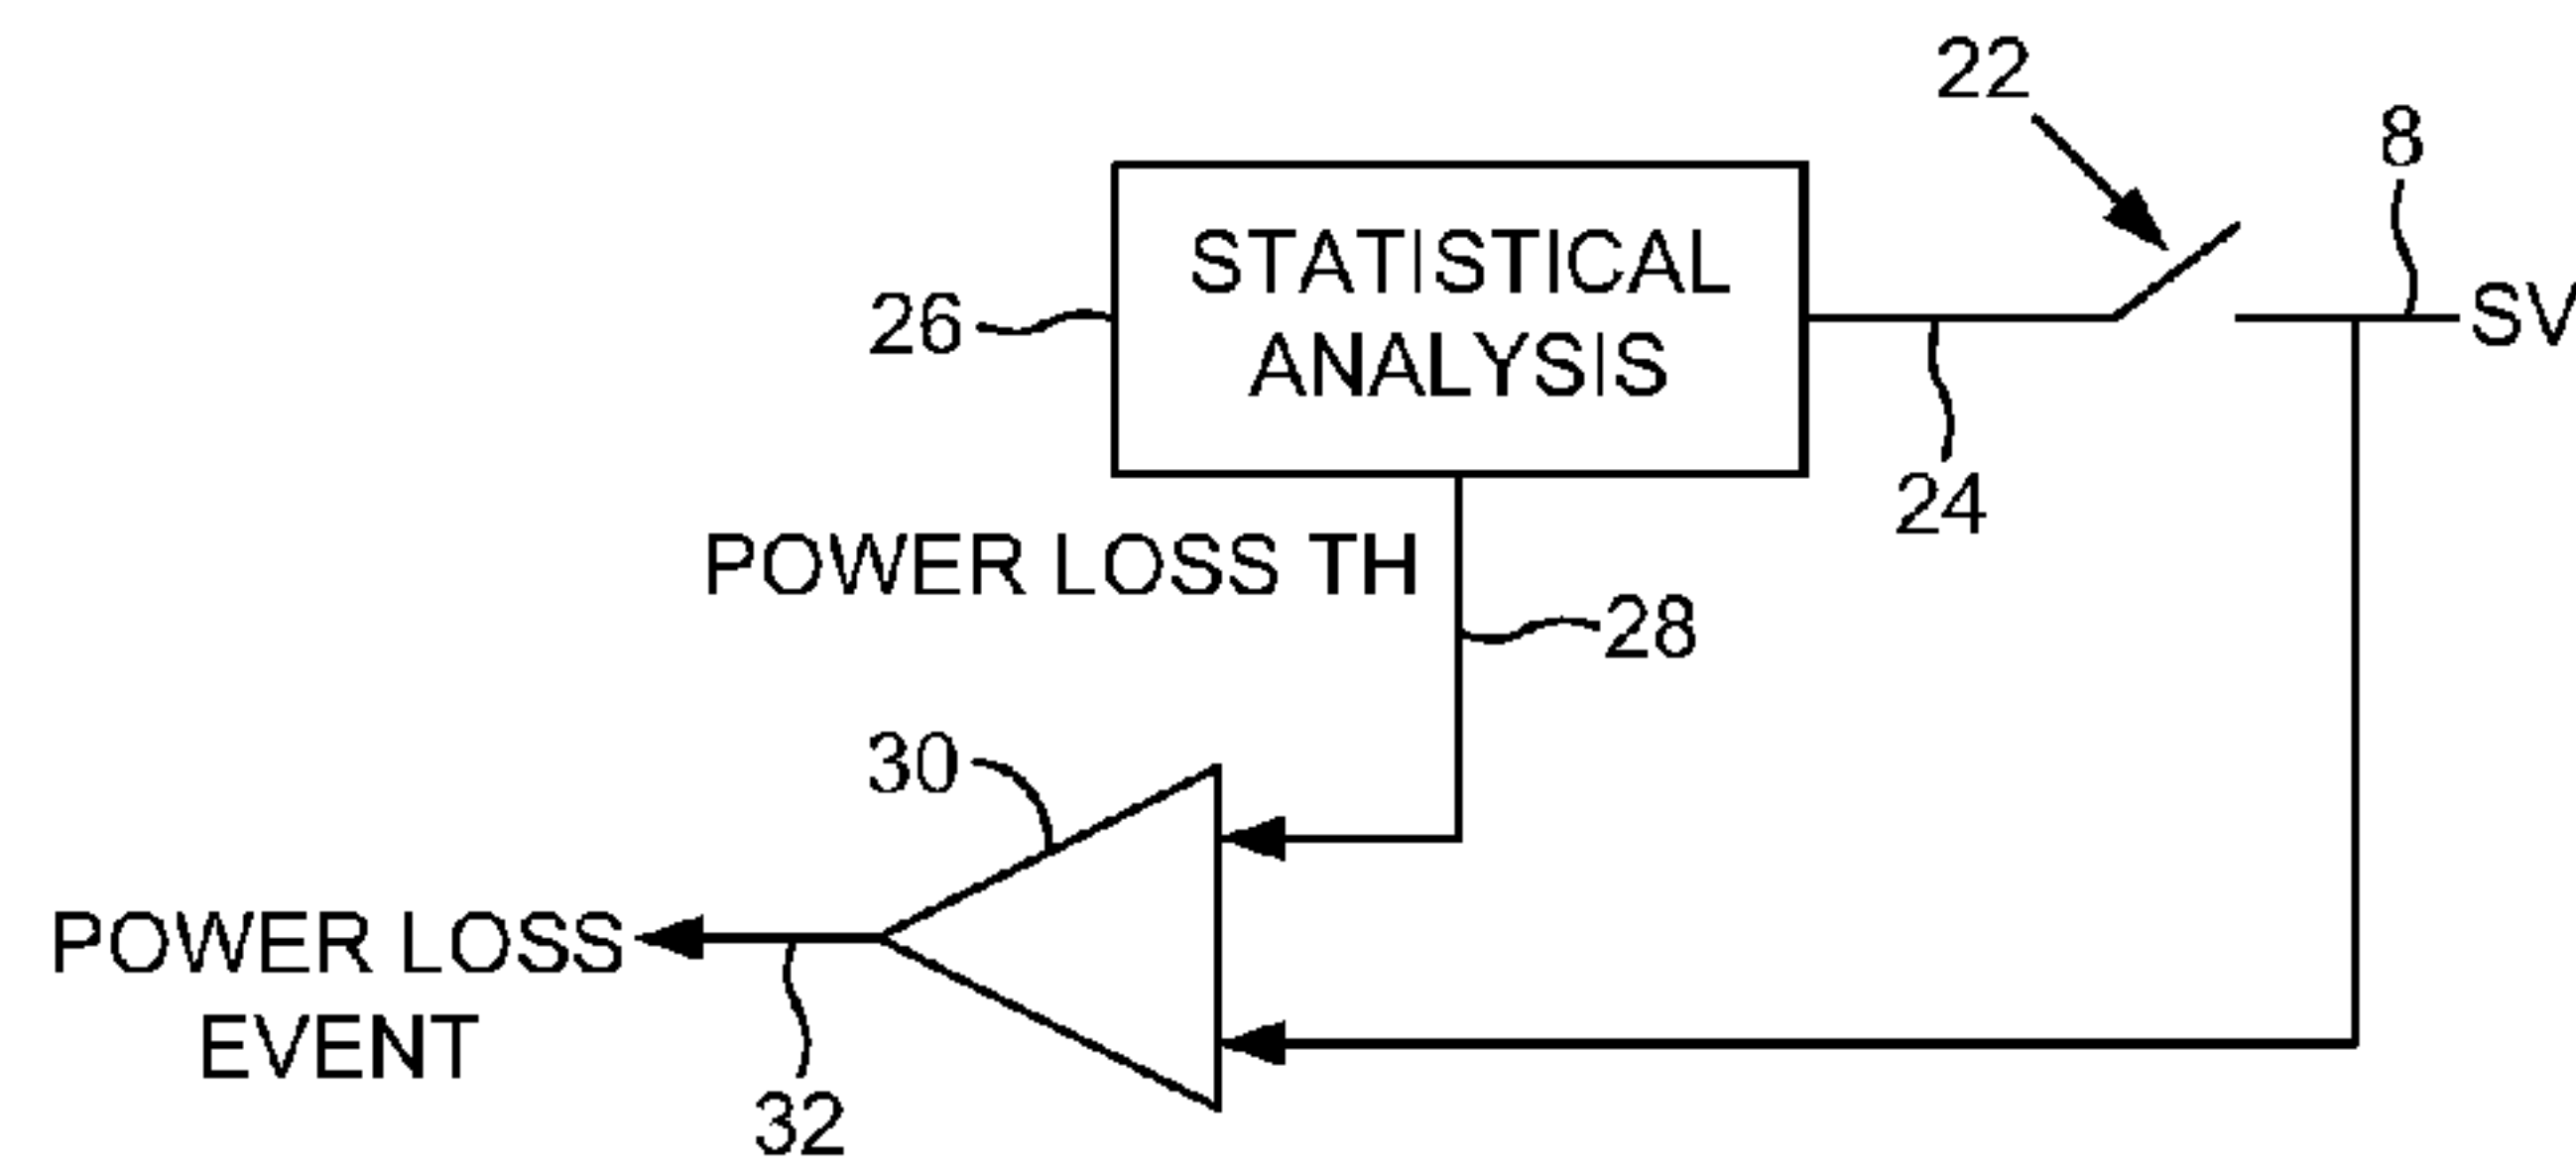 22
8
STATISTICAL
ANALYSIS
26
SV
24
POWER LOSS TH
28
30
POWER LOSS
EVENT
32